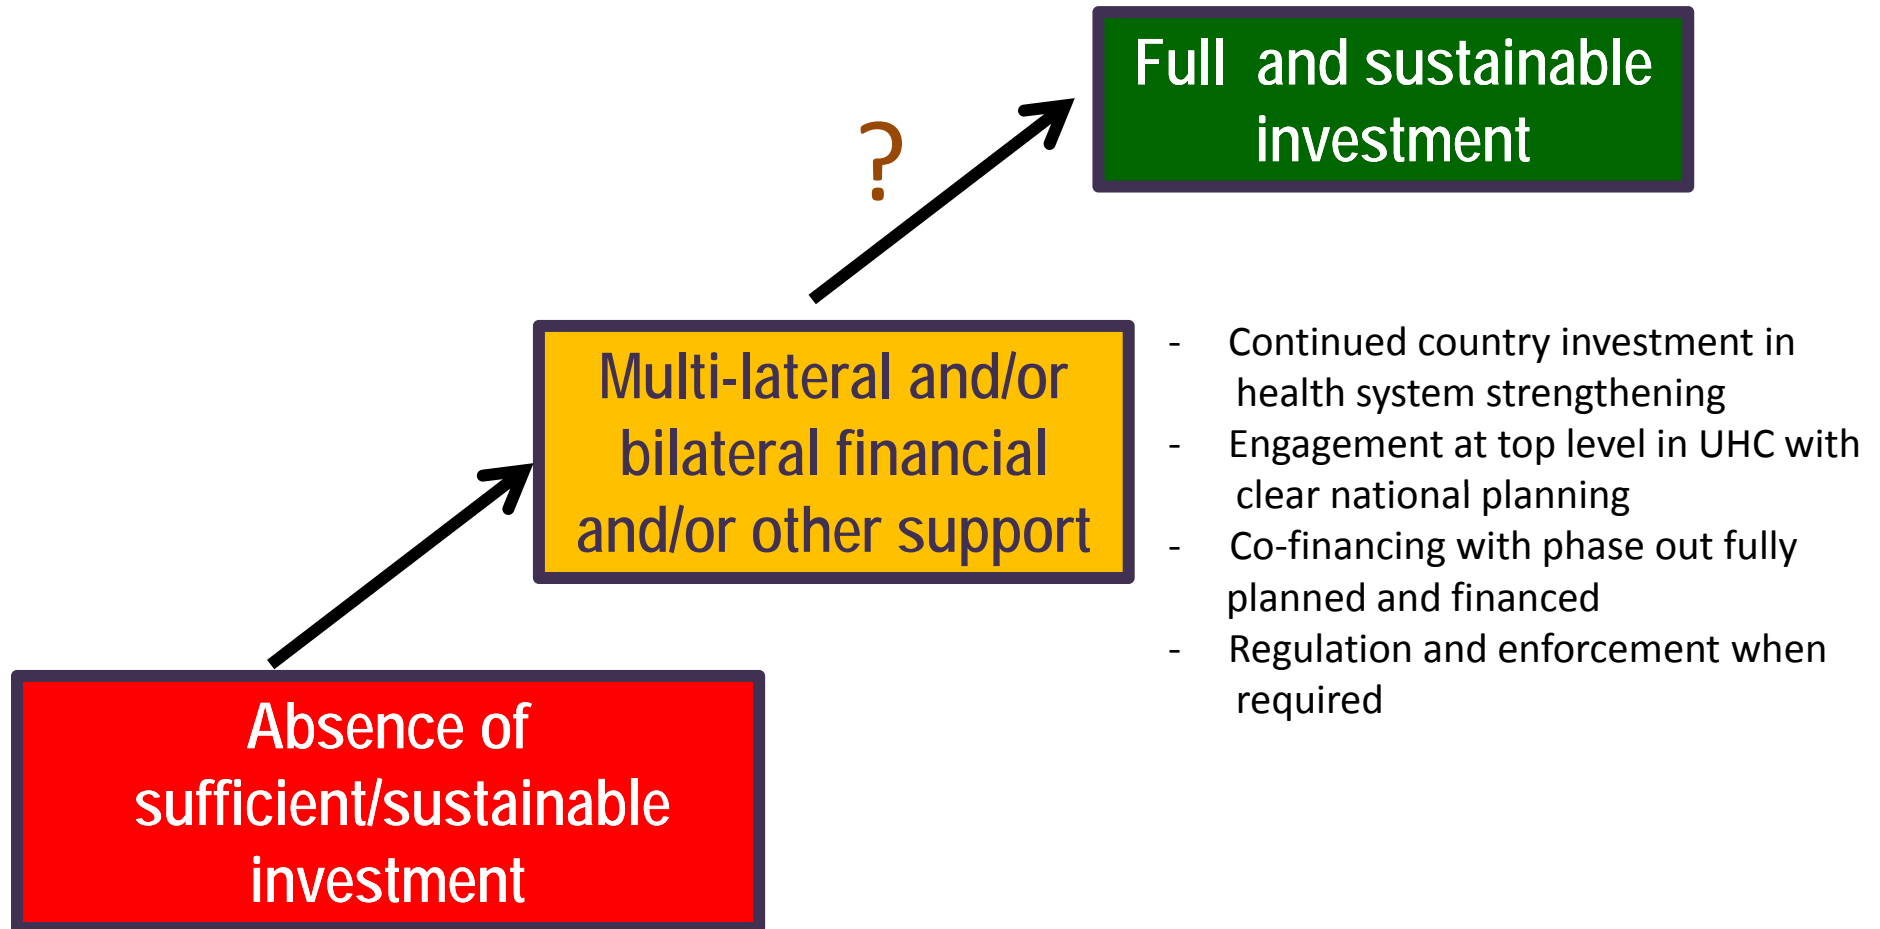 Full and sustainable
investment
?
Multi-lateral and/or
bilateral financial
and/or other support
- Continued country investment in
health system strengthening
- Engagement at top level in UHC with
clear national planning
- Co-financing with phase out fully
planned and financed
- Regulation and enforcement when
required
Absence of
sufficient/sustainable
investment